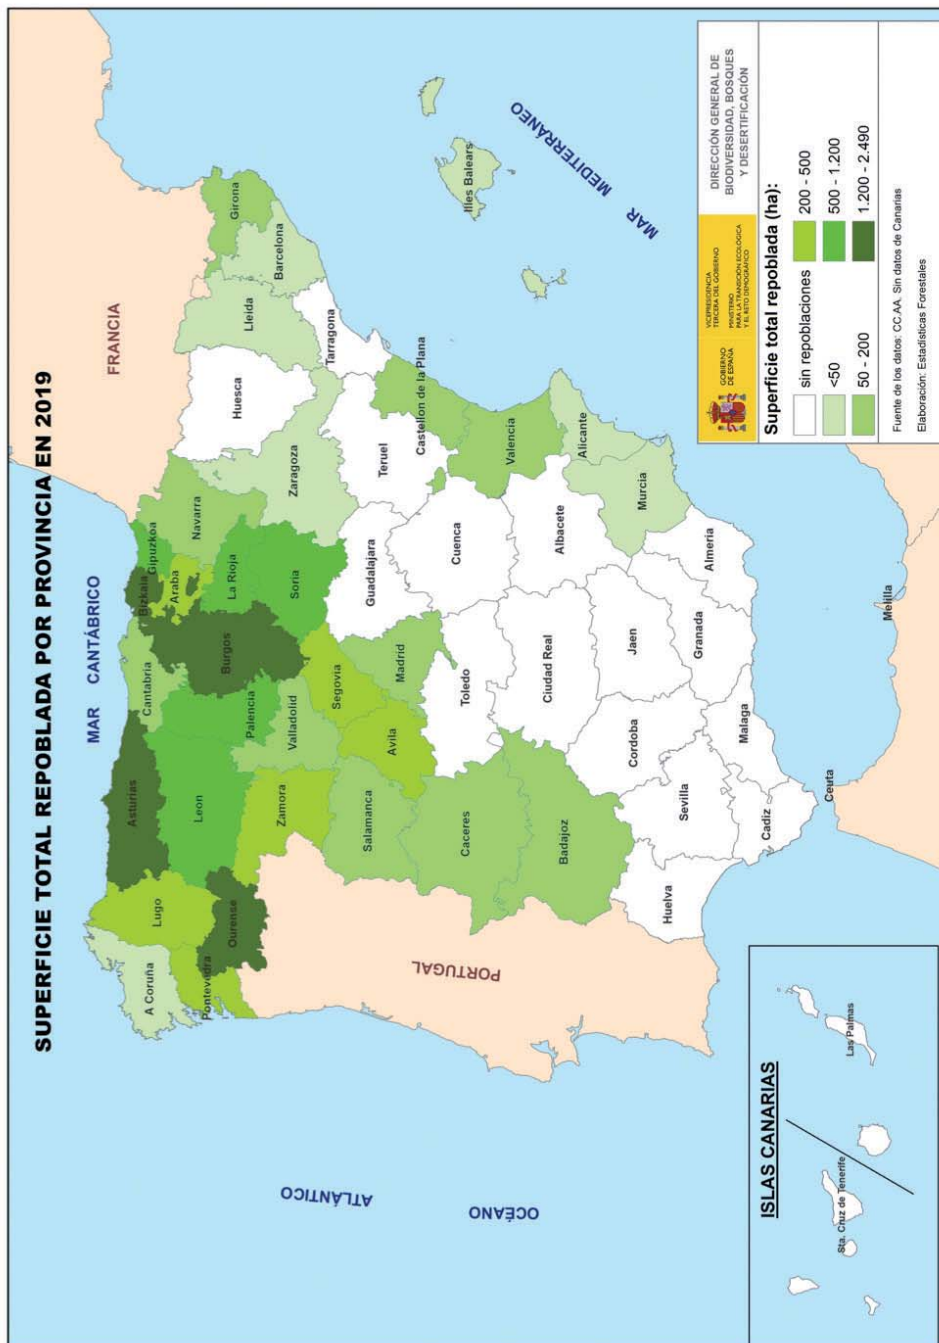 SUPERFICIE TOTAL REPOBLADA POR PROVINCIA EN 2019
MAR CANTÁBRICO
FRANCIA
A Coruña
Lugo
Asturias
Cantabria
Bizkaia
Gipuzkoa
Navarra
Araba
Pontevedra
Ourense
Leon
Palencia
Burgos
La Rioja
Huesca
Lleida
Girona
Barcelona
Zamora
Valladolid
Soria
Zaragoza
Tarragona
Salamanca
Avila
Segovia
Madrid
Guadalajara
Teruel
Castellon de la Plana
Caceres
Toledo
Cuenca
Valencia
Illes Balears
Badajoz
Ciudad Real
Albacete
Alicante
Murcia
Huelva
Sevilla
Cordoba
Jaen
Granada
Almeria
Cadiz
Malaga
Ceuta
Melilla
PORTUGAL
OCÉANO
ATLÁNTICO
MAR MEDITERRÁNEO
ISLAS CANARIAS
Sta. Cruz de Tenerife
Las Palmas
GOBIERNO
DE ESPAÑA
VICEPRESIDENCIA
TERCERA DEL GOBIERNO
MINISTERIO
PARA LA TRANSICIÓN ECOLÓGICA
Y EL RETO DEMOGRÁFICO
DIRECCIÓN GENERAL DE
BIODIVERSIDAD, BOSQUES
Y DESERTIFICACIÓN
Superficie total repoblada (ha):
sin repoblaciones
<50
50 - 200
200 - 500
500 - 1.200
1.200 - 2.490
Fuente de los datos: CC.AA. Sin datos de Canarias
Elaboración: Estadísticas Forestales